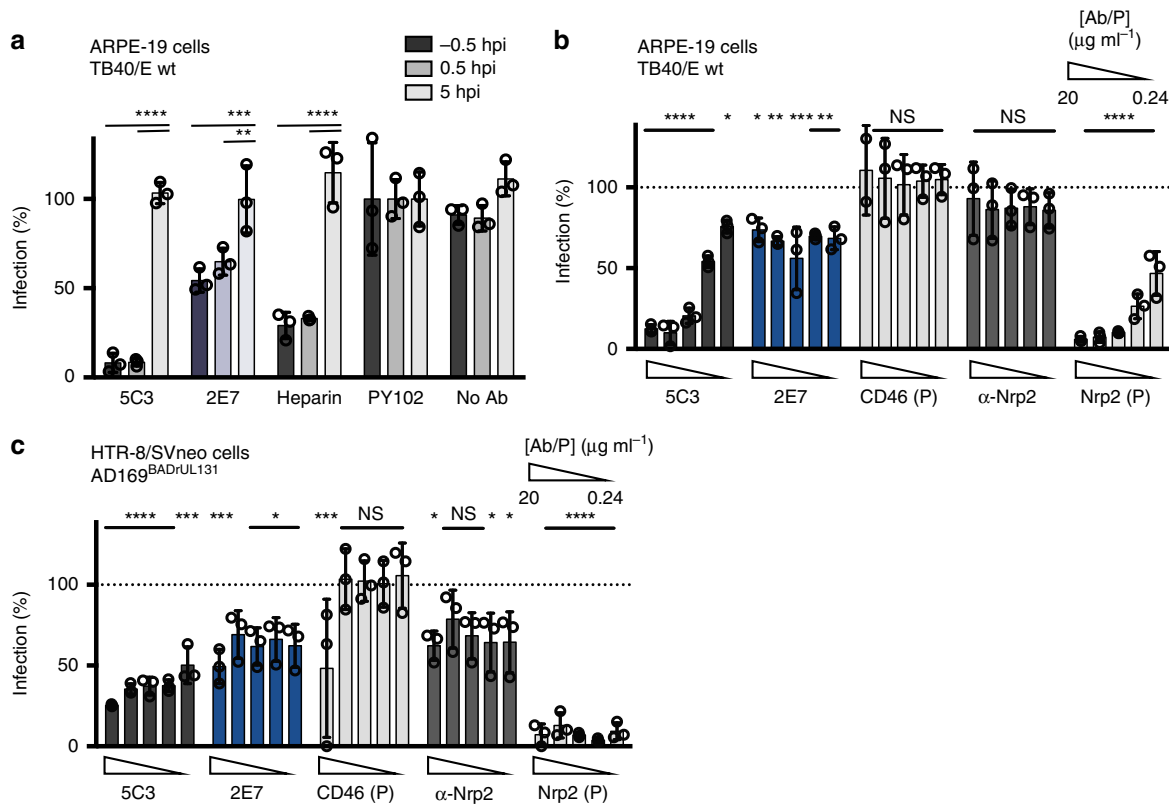 a
ARPE-19 cells
TB40/E wt
–0.5 hpi
0.5 hpi
5 hpi
**** *** ****
**
Infection (%)
100
50
0
5C3 2E7 Heparin PY102 No Ab
b
ARPE-19 cells
TB40/E wt
[Ab/P]
(μg ml–1)
20 0.24
**** * * ** *** ** NS NS ****
Infection (%)
100
50
0
5C3 2E7 CD46 (P) α-Nrp2 Nrp2 (P)
c
HTR-8/SVneo cells
AD169BADrUL131
[Ab/P] (μg ml–1)
20 0.24
**** *** *** * *** NS * NS * * ****
Infection (%)
100
50
0
5C3 2E7 CD46 (P) α-Nrp2 Nrp2 (P)